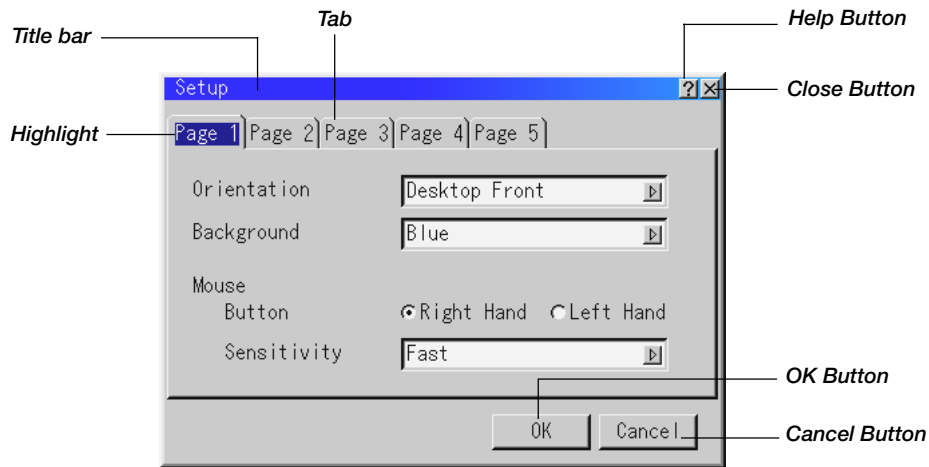 Tab
Help Button
Title bar
Setup
? ×
Close Button
Highlight
Page 1 Page 2 Page 3 Page 4 Page 5
Orientation Desktop Front
Background Blue
Mouse
Button Right Hand Left Hand
Sensitivity Fast
OK Button
OK Cancel
Cancel Button